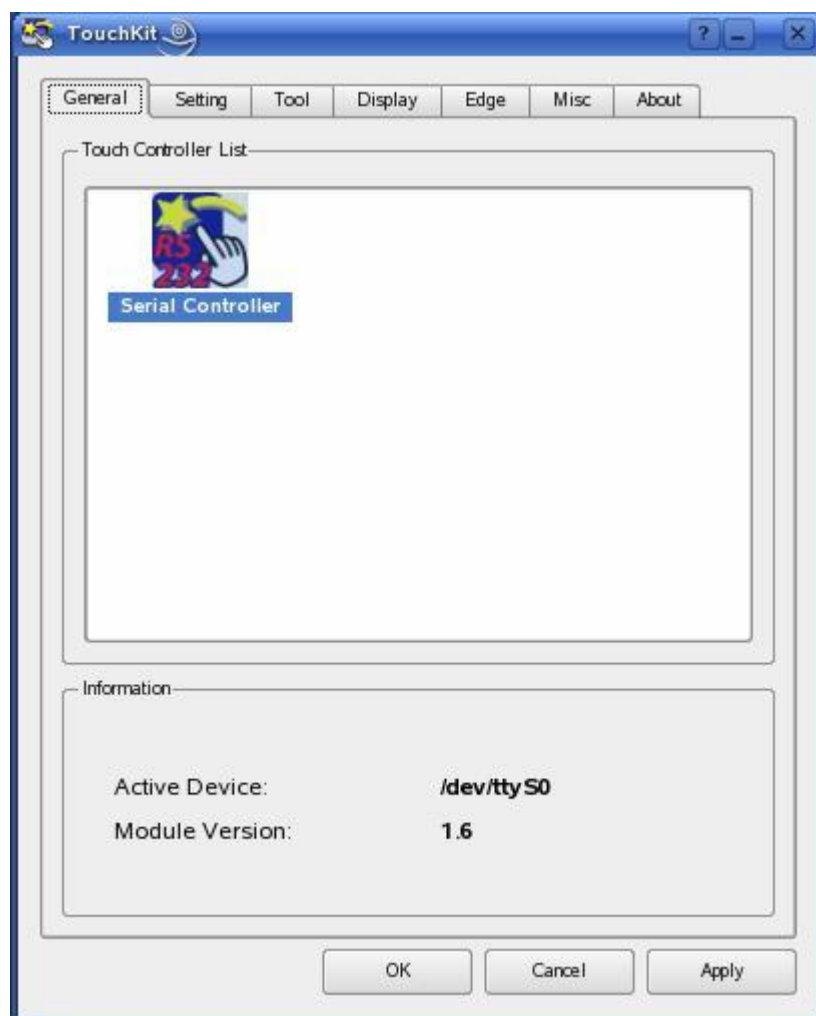 TouchKit
General Setting Tool Display Edge Misc About
Touch Controller List
RS
232
Serial Controller
Information
Active Device: /dev/ttyS0
Module Version: 1.6
OK Cancel Apply